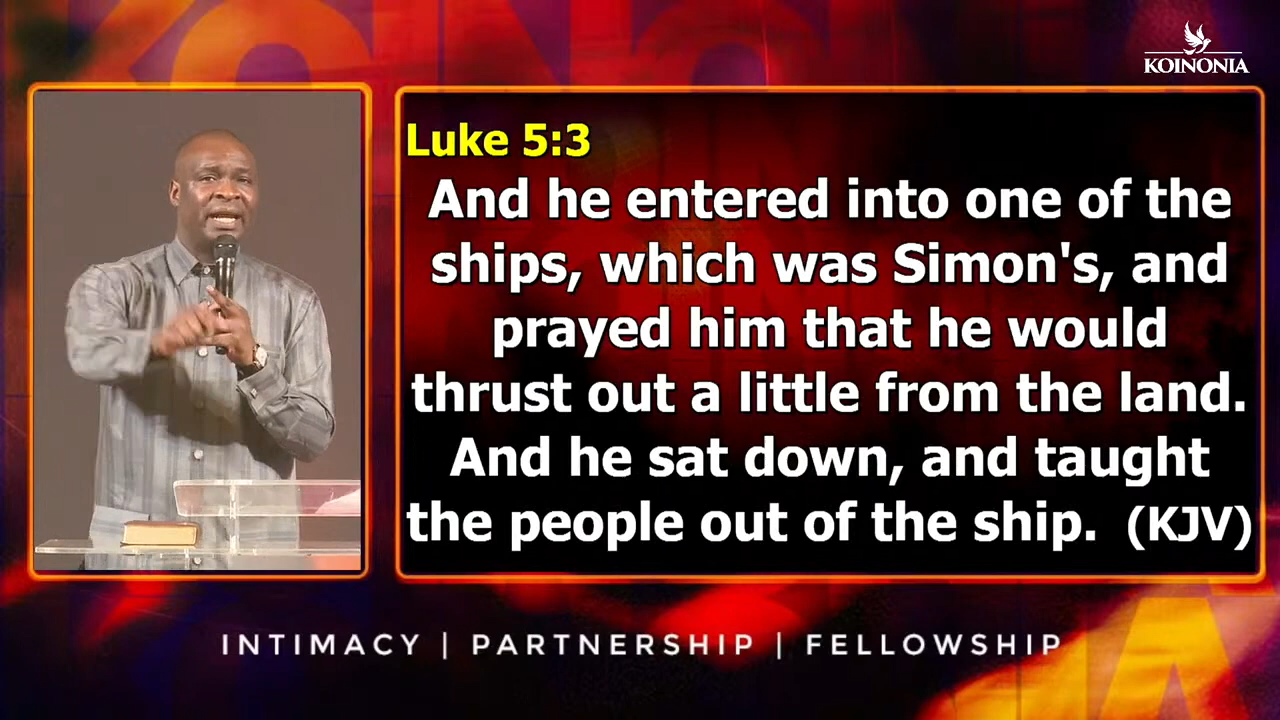 KOINONIA
Luke 5:3
And he entered into one of the
ships, which was Simon's, and
prayed him that he would
thrust out a little from the land.
And he sat down, and taught
the people out of the ship. (KJV)
INTIMACY | PARTNERSHIP | FELLOWSHIP